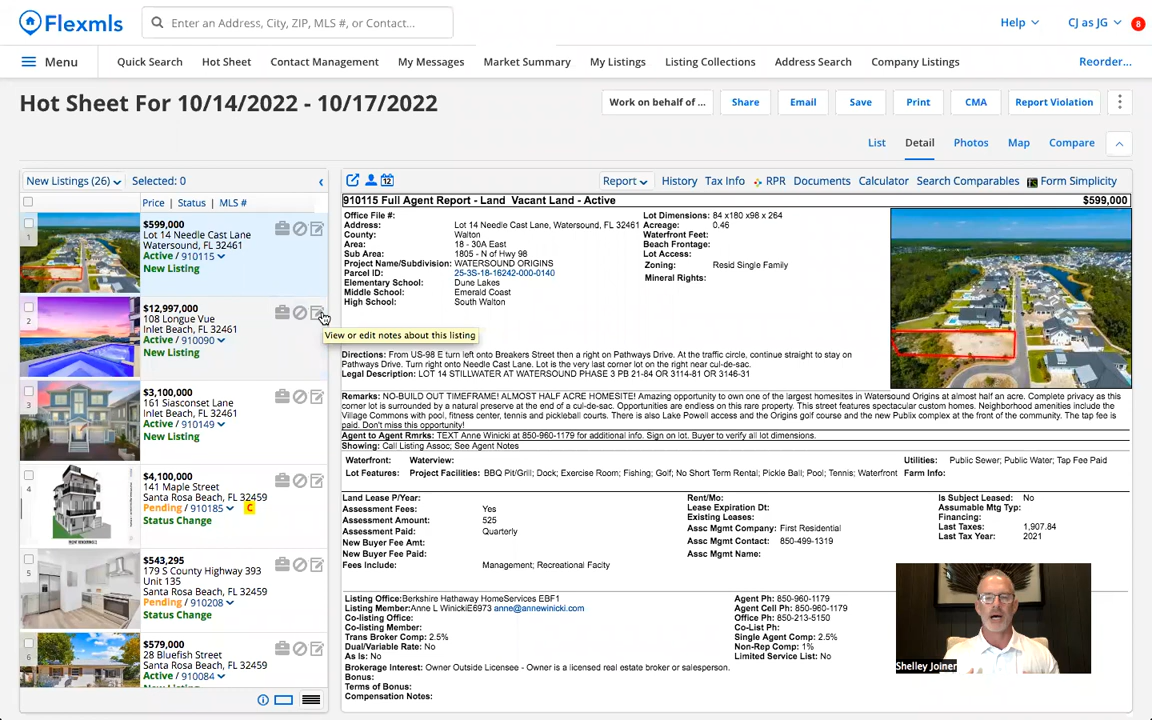 Flexmls
Enter an Address, City, ZIP, MLS #, or Contact...
Help
CJ as JG
8
Menu
Quick Search
Hot Sheet
Contact Management
My Messages
Market Summary
My Listings
Listing Collections
Address Search
Company Listings
Reorder...
Hot Sheet For 10/14/2022 - 10/17/2022
Work on behalf of ...
Share
Email
Save
Print
CMA
Report Violation
List
Detail
Photos
Map
Compare
New Listings (26)
Selected: 0
Price | Status | MLS #
1
$599,000
Lot 14 Needle Cast Lane
Watersound, FL 32461
Active / 910115
New Listing
2
$12,997,000
108 Longue Vue
Inlet Beach, FL 32461
Active / 910090
New Listing
View or edit notes about this listing
3
$3,100,000
161 Siasconset Lane
Inlet Beach, FL 32461
Active / 910149
New Listing
4
$4,100,000
141 Maple Street
Santa Rosa Beach, FL 32459
Pending / 910185 C
Status Change
5
$543,295
179 S County Highway 393
Unit 135
Santa Rosa Beach, FL 32459
Pending / 910208
Status Change
6
$579,000
28 Bluefish Street
Santa Rosa Beach, FL 32459
Active / 910084
New Listing
12
Report
History
Tax Info
RPR
Documents
Calculator
Search Comparables
Form Simplicity
910115 Full Agent Report - Land Vacant Land - Active $599,000
Office File #:
Address: Lot 14 Needle Cast Lane, Watersound, FL 32461
County: Walton
Area: 18 - 30A East
Sub Area: 1805 - N of Hwy 98
Project Name/Subdivision: WATERSOUND ORIGINS
Parcel ID: 25-3S-18-16242-000-0140
Elementary School: Dune Lakes
Middle School: Emerald Coast
High School: South Walton
Lot Dimensions: 84 x180 x98 x 264
Acreage: 0.46
Waterfront Feet:
Beach Frontage:
Lot Access:
Zoning: Resid Single Family
Mineral Rights:
Directions: From US-98 E turn left onto Breakers Street then a right on Pathways Drive. At the traffic circle, continue straight to stay on
Pathways Drive. Turn right onto Needle Cast Lane. Lot is the very last corner lot on the right near cul-de-sac.
Legal Description: LOT 14 STILLWATER AT WATERSOUND PHASE 3 PB 21-84 OR 3114-81 OR 3146-31
Remarks: NO-BUILD OUT TIMEFRAME! ALMOST HALF ACRE HOMESITE! Amazing opportunity to own one of the largest homesites in Watersound Origins at almost half an acre. Complete privacy as this
corner lot is surrounded by a natural preserve at the end of a cul-de-sac. Opportunities are endless on this rare property. This street features spectacular custom homes. Neighborhood amenities include the
Village Commons with pool, fitness center, tennis and pickleball courts. There is also Lake Powell access and the Origins golf course and the new Publix complex at the front of the community. The tap fee is
paid. Don't miss this opportunity!
Agent to Agent Rmrks: TEXT Anne Winicki at 850-960-1179 for additional info. Sign on lot. Buyer to verify all lot dimensions.
Showing: Call Listing Assoc; See Agent Notes
Waterfront: Waterview: Utilities: Public Sewer; Public Water; Tap Fee Paid
Lot Features: Project Facilities: BBQ Pit/Grill; Dock; Exercise Room; Fishing; Golf; No Short Term Rental; Pickle Ball; Pool; Tennis; Waterfront Farm Info:
Land Lease P/Year:
Assessment Fees: Yes
Assessment Amount: 525
Assessment Paid: Quarterly
New Buyer Fee Amt:
New Buyer Fee Paid:
Fees Include: Management; Recreational Facity
Rent/Mo:
Lease Expiration Dt:
Existing Leases:
Assc Mgmt Company: First Residential
Assc Mgmt Contact: 850-499-1319
Assc Mgmt Name:
Is Subject Leased: No
Assumable Mtg Typ:
Financing:
Last Taxes: 1,907.84
Last Tax Year: 2021
Listing Office:Berkshire Hathaway HomeServices EBF1
Listing Member:Anne L WinickiE6973 anne@annewinicki.com
Co-listing Office:
Co-listing Member:
Trans Broker Comp: 2.5%
Dual/Variable Rate: No
As Is: No
Brokerage Interest: Owner Outside Licensee - Owner is a licensed real estate broker or salesperson.
Bonus:
Terms of Bonus:
Compensation Notes:
Agent Ph: 850-960-1179
Agent Cell Ph: 850-960-1179
Office Ph: 850-213-5150
Co-List Ph:
Single Agent Comp: 2.5%
Non-Rep Comp: 1%
Limited Service List: No
Shelley Joiner